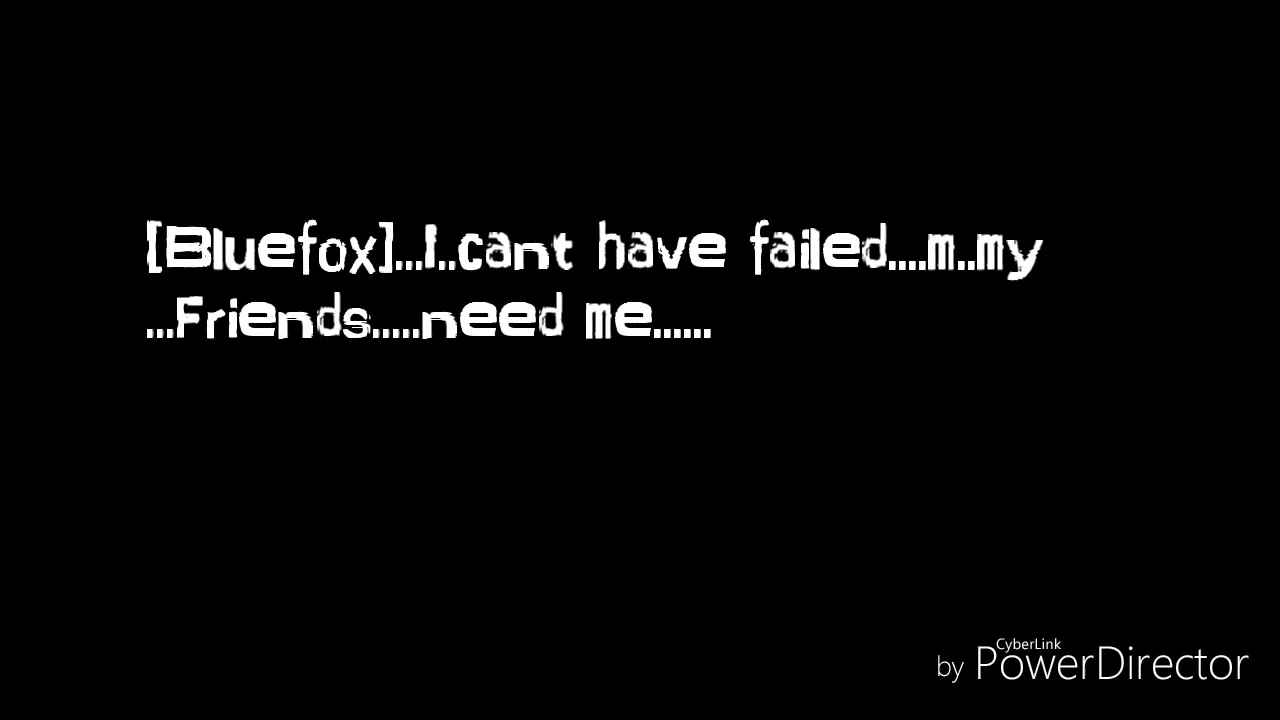 [Bluefox]...I..cant have failed....m..my
...Friends.....need me......
CyberLink
by PowerDirector